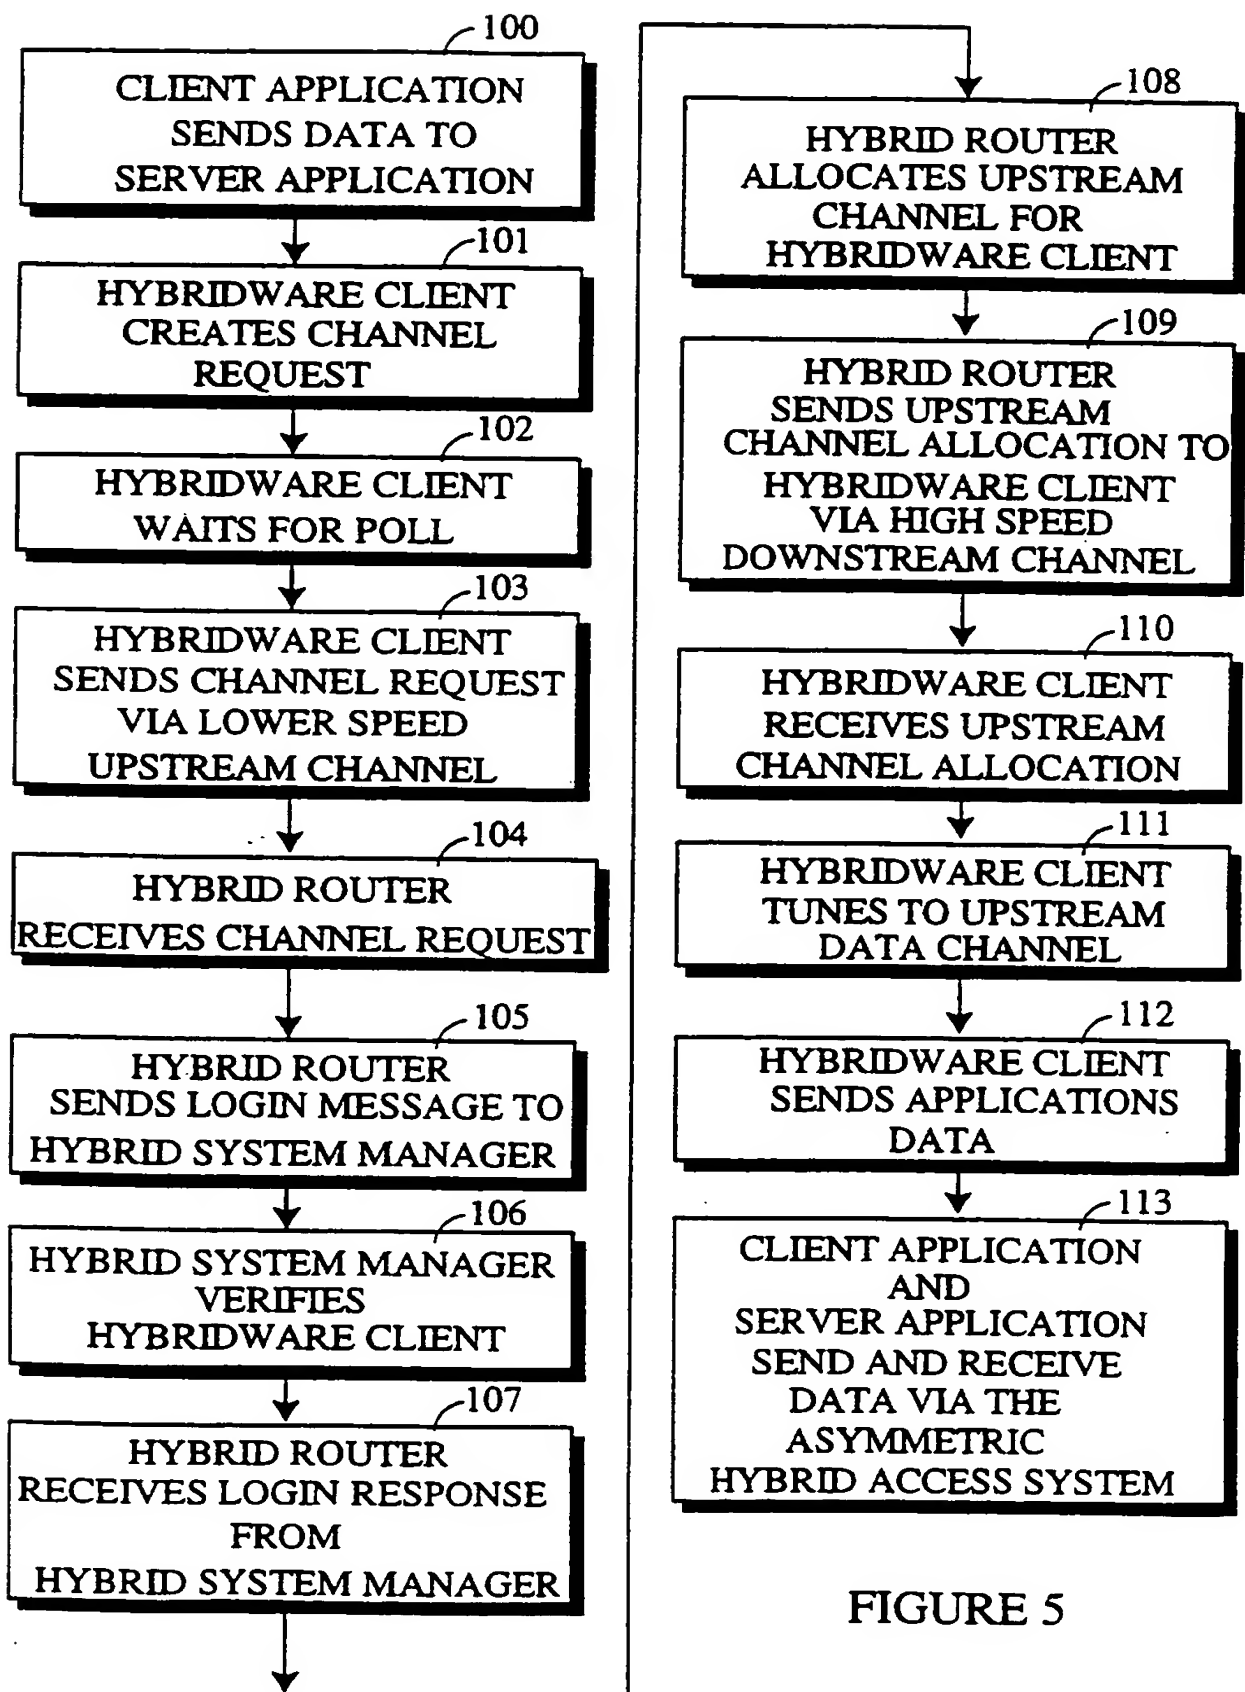 100
CLIENT APPLICATION
SENDS DATA TO
SERVER APPLICATION
101
HYBRIDWARE CLIENT
CREATES CHANNEL
REQUEST
102
HYBRIDWARE CLIENT
WAITS FOR POLL
103
HYBRIDWARE CLIENT
SENDS CHANNEL REQUEST
VIA LOWER SPEED
UPSTREAM CHANNEL
104
HYBRID ROUTER
RECEIVES CHANNEL REQUEST
105
HYBRID ROUTER
SENDS LOGIN MESSAGE TO
HYBRID SYSTEM MANAGER
106
HYBRID SYSTEM MANAGER
VERIFIES
HYBRIDWARE CLIENT
107
HYBRID ROUTER
RECEIVES LOGIN RESPONSE
FROM
HYBRID SYSTEM MANAGER
108
HYBRID ROUTER
ALLOCATES UPSTREAM
CHANNEL FOR
HYBRIDWARE CLIENT
109
HYBRID ROUTER
SENDS UPSTREAM
CHANNEL ALLOCATION TO
HYBRIDWARE CLIENT
VIA HIGH SPEED
DOWNSTREAM CHANNEL
110
HYBRIDWARE CLIENT
RECEIVES UPSTREAM
CHANNEL ALLOCATION
111
HYBRIDWARE CLIENT
TUNES TO UPSTREAM
DATA CHANNEL
112
HYBRIDWARE CLIENT
SENDS APPLICATIONS
DATA
113
CLIENT APPLICATION
AND
SERVER APPLICATION
SEND AND RECEIVE
DATA VIA THE
ASYMMETRIC
HYBRID ACCESS SYSTEM
FIGURE 5